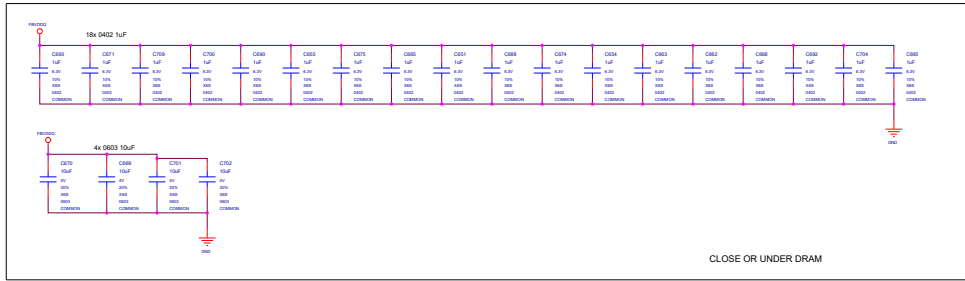 FBVDDQ
18x 0402 1uF
C693 C671 C709 C700 C690 C655 C675 C665 C651 C688 C674 C654 C663 C662 C668 C692 C704 C695
1uF 1uF 1uF 1uF 1uF 1uF 1uF 1uF 1uF 1uF 1uF 1uF 1uF 1uF 1uF 1uF 1uF 1uF
6.3V 6.3V 6.3V 6.3V 6.3V 6.3V 6.3V 6.3V 6.3V 6.3V 6.3V 6.3V 6.3V 6.3V 6.3V 6.3V 6.3V 6.3V
10% 10% 10% 10% 10% 10% 10% 10% 10% 10% 10% 10% 10% 10% 10% 10% 10% 10%
X6S X6S X6S X6S X6S X6S X6S X6S X6S X6S X6S X6S X6S X6S X6S X6S X6S X6S
0402 0402 0402 0402 0402 0402 0402 0402 0402 0402 0402 0402 0402 0402 0402 0402 0402 0402
COMMON COMMON COMMON COMMON COMMON COMMON COMMON COMMON COMMON COMMON COMMON COMMON COMMON COMMON COMMON COMMON COMMON COMMON
GND
FBVDDQ
4x 0603 10uF
C670 C669 C701 C702
10uF 10uF 10uF 10uF
4V 4V 4V 4V
20% 20% 20% 20%
X6S X6S X6S X6S
0603 0603 0603 0603
COMMON COMMON COMMON COMMON
GND
CLOSE OR UNDER DRAM